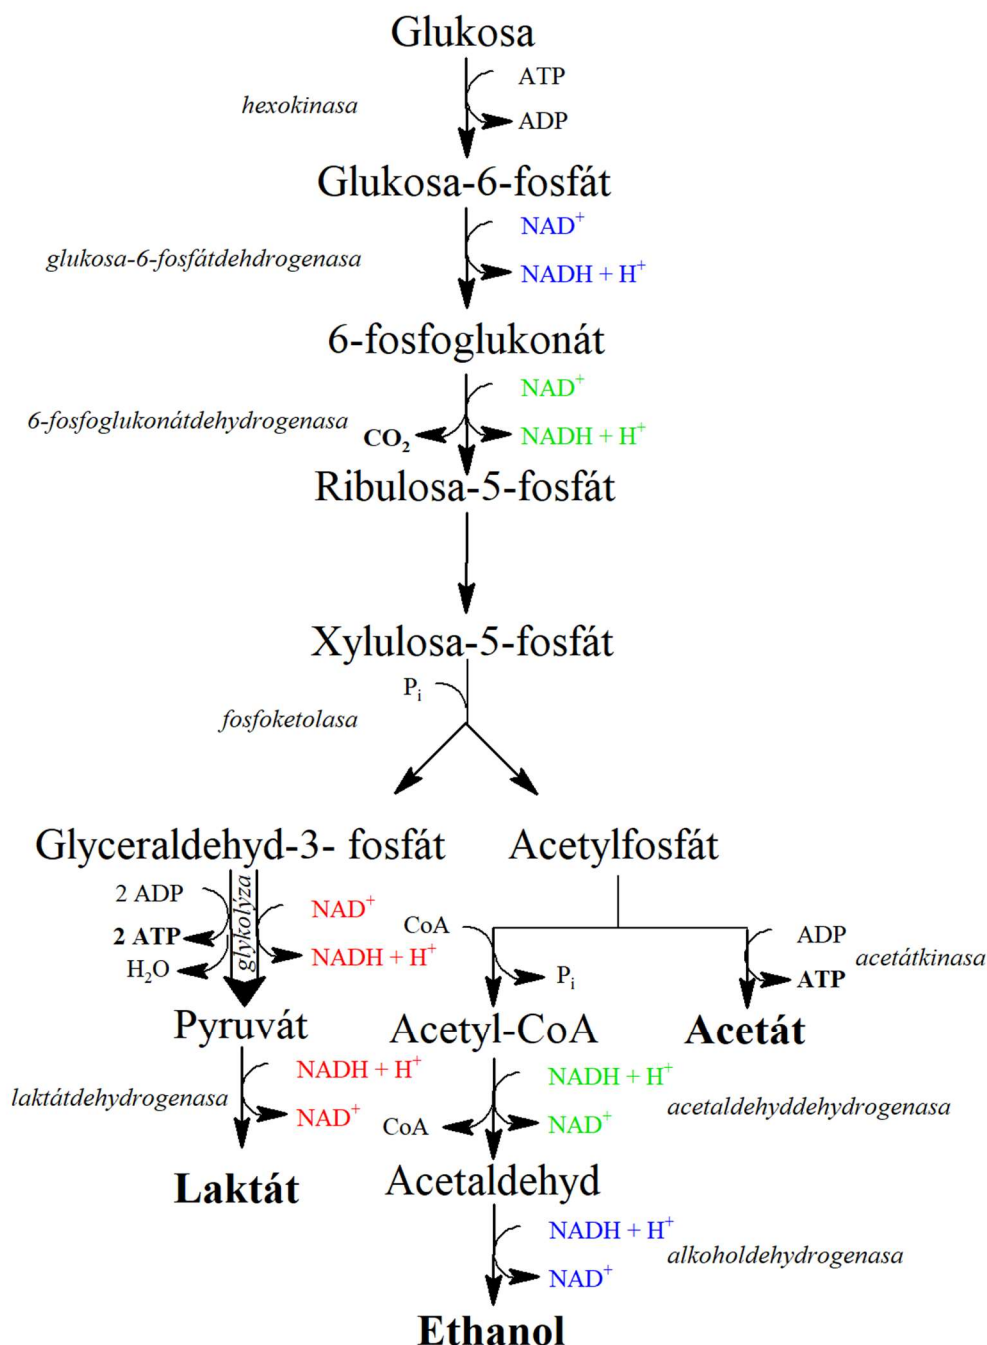 Glukosa
ATP
hexokinasa
ADP
Glukosa-6-fosfát
NAD⁺
glukosa-6-fosfátdehdrogenasa
NADH + H⁺
6-fosfoglukonát
NAD⁺
6-fosfoglukonátdehydrogenasa
CO₂
NADH + H⁺
Ribulosa-5-fosfát
Xylulosa-5-fosfát
Pᵢ
fosfoketolasa
Glyceraldehyd-3- fosfát
Acetylfosfát
2 ADP
glykolýza
NAD⁺
2 ATP
NADH + H⁺
H₂O
CoA
Pᵢ
ADP
acetátkinasa
ATP
Pyruvát
Acetyl-CoA
Acetát
NADH + H⁺
laktátdehydrogenasa
NAD⁺
NADH + H⁺
acetaldehyddehydrogenasa
CoA
NAD⁺
Laktát
Acetaldehyd
NADH + H⁺
alkoholdehydrogenasa
NAD⁺
Ethanol